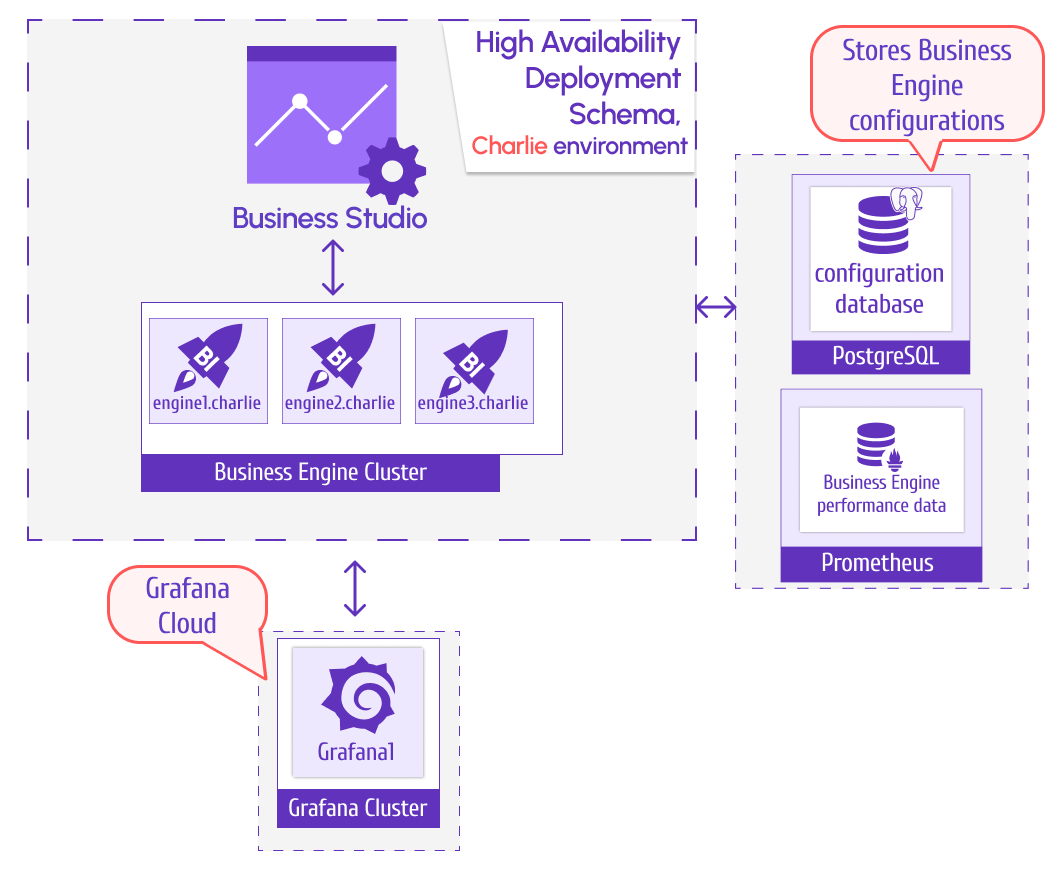 High Availability
Deployment
Schema,
Charlie environment
Stores Business
Engine
configurations
Business Studio
BI
BI
BI
engine1.charlie
engine2.charlie
engine3.charlie
Business Engine Cluster
configuration
database
PostgreSQL
Business Engine
performance data
Prometheus
Grafana
Cloud
Grafana1
Grafana Cluster